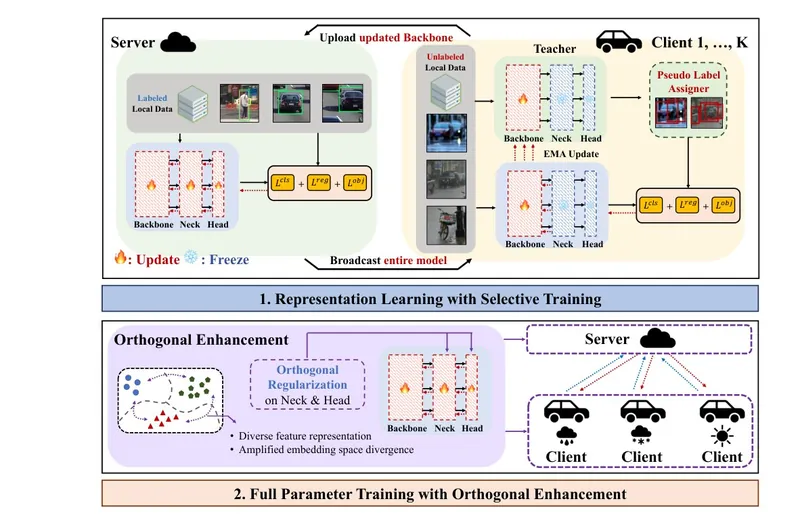 Server
Upload updated Backbone
Client 1, …, K
Labeled
Local Data
Backbone Neck Head
L^cls + L^reg + L^obj
🔥: Update ❄: Freeze
Broadcast entire model
Unlabeled
Local Data
Teacher
Backbone Neck Head
EMA Update
Pseudo Label
Assigner
Backbone Neck Head
L^cls + L^reg + L^obj
1. Representation Learning with Selective Training
Orthogonal Enhancement
Orthogonal
Regularization
on Neck & Head
Backbone Neck Head
• Diverse feature representation
• Amplified embedding space divergence
Server
Client Client Client
2. Full Parameter Training with Orthogonal Enhancement